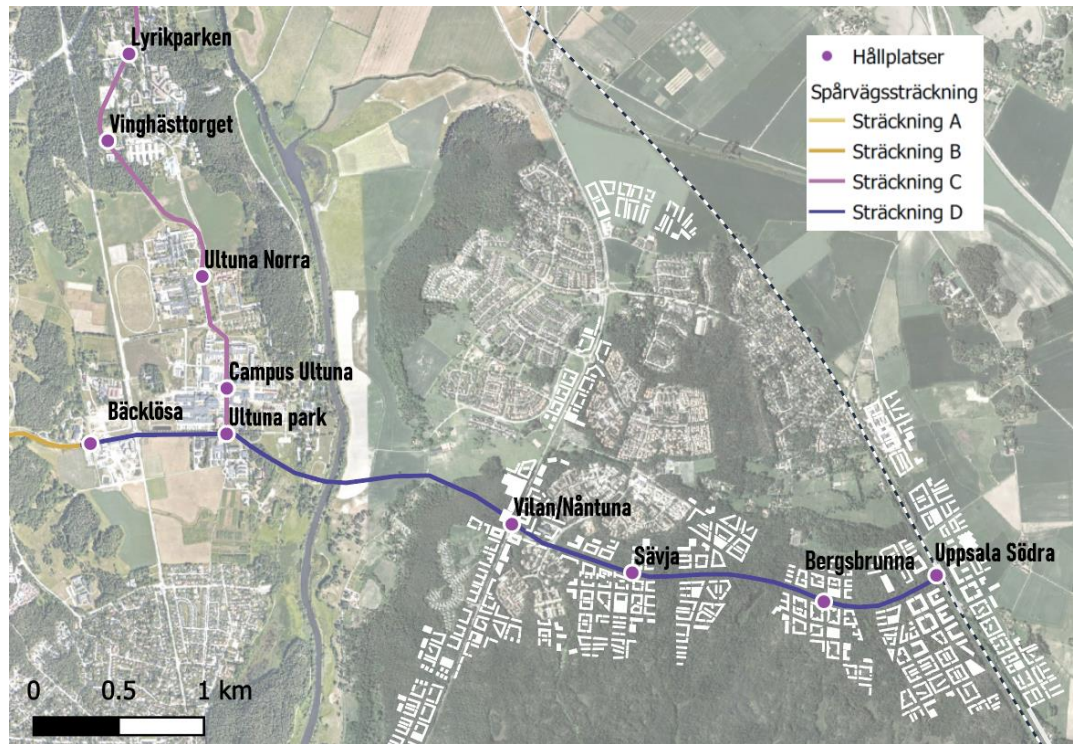 Lyrikparken
Vinghästtorget
Ultuna Norra
Campus Ultuna
Bäcklösa
Ultuna park
Vilan/Nåntuna
Sävja
Bergsbrunna
Uppsala Södra
Hållplatser
Spårvägssträckning
Sträckning A
Sträckning B
Sträckning C
Sträckning D
0 0.5 1 km